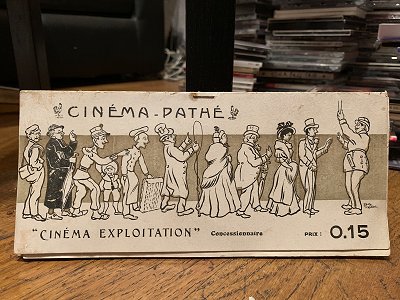 CINÉMA-PATHÉ
"CINÉMA EXPLOITATION" Concessionnaire PRIX : 0.15